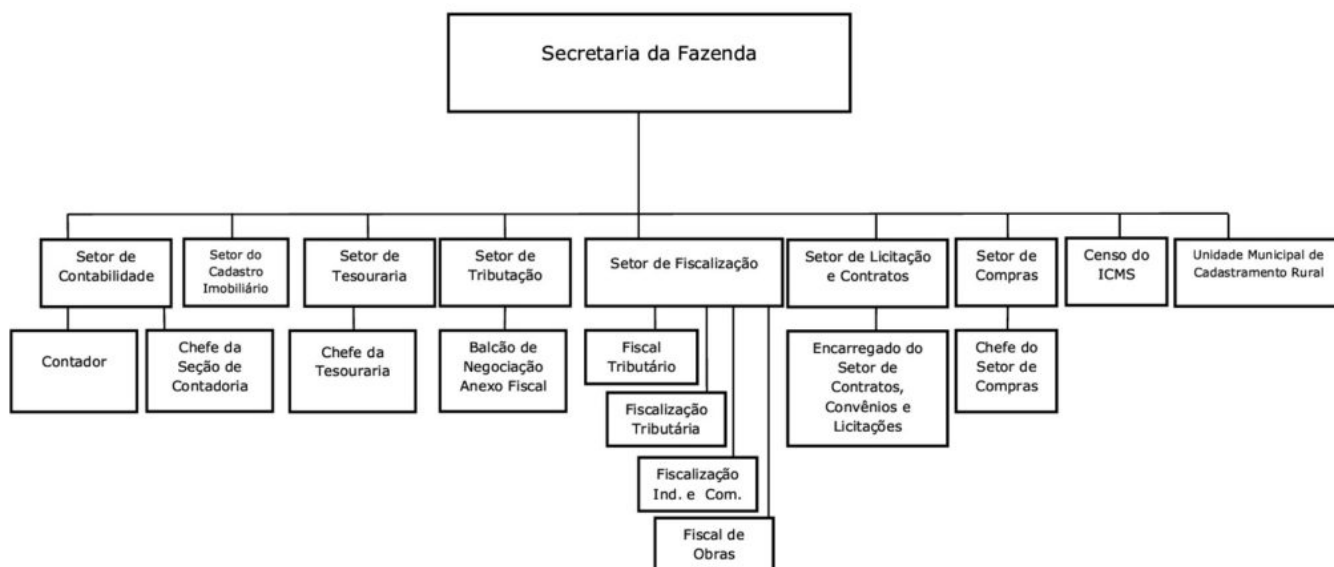 Secretaria da Fazenda
Setor de
Contabilidade
Setor do
Cadastro
Imobiliário
Setor de
Tesouraria
Setor de
Tributação
Setor de Fiscalização
Setor de Licitação
e Contratos
Setor de
Compras
Censo do
ICMS
Unidade Municipal de
Cadastramento Rural
Contador
Chefe da
Seção de
Contadoria
Chefe da
Tesouraria
Balcão de
Negociação
Anexo Fiscal
Fiscal
Tributário
Fiscalização
Tributária
Fiscalização
Ind. e Com.
Fiscal de
Obras
Encarregado do
Setor de
Contratos,
Convênios e
Licitações
Chefe do
Setor de
Compras